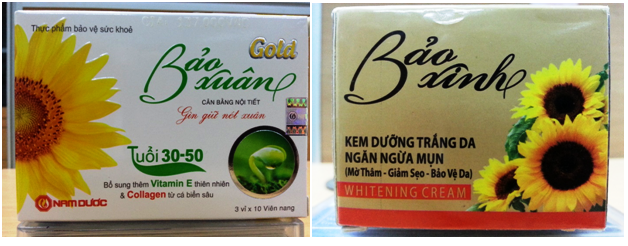 Thực phẩm bảo vệ sức khoẻ
Gold
Bảo
xuân
CÂN BẰNG NỘI TIẾT
Gìn giữ nét xuân
Tuổi 30-50
Bổ sung thêm Vitamin E thiên nhiên
& Collagen từ cá biển sâu
NAM DƯỢC
3 vỉ x 10 Viên nang
Bảo
xinh
KEM DƯỠNG TRẮNG DA
NGĂN NGỪA MỤN
(Mờ Thâm - Giảm Sẹo - Bảo Vệ Da)
WHITENING CREAM